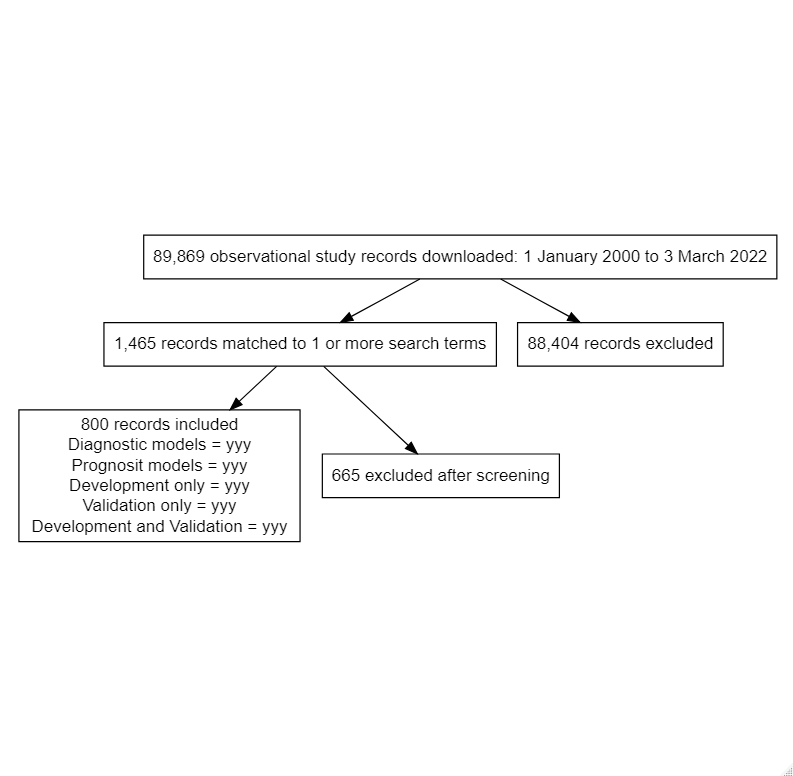 89,869 observational study records downloaded: 1 January 2000 to 3 March 2022
1,465 records matched to 1 or more search terms
88,404 records excluded
800 records included
Diagnostic models = yyy
Prognosit models = yyy
Development only = yyy
Validation only = yyy
Development and Validation = yyy
665 excluded after screening